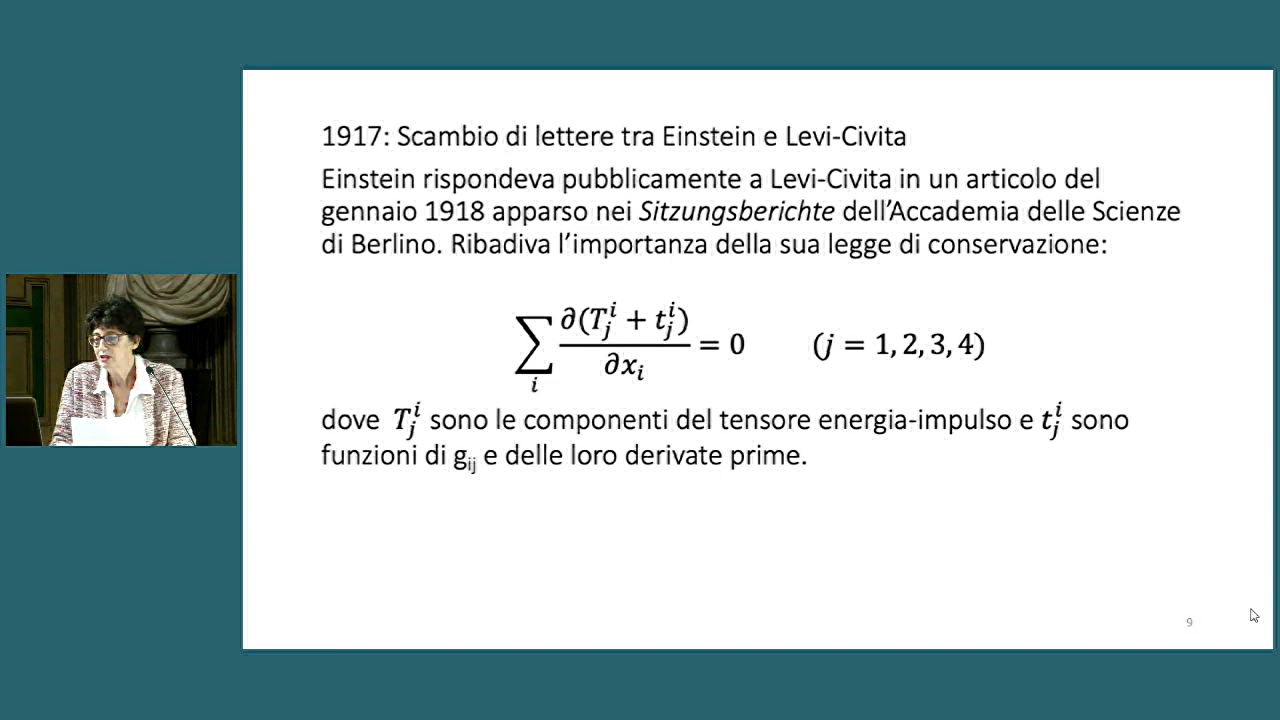 1917: Scambio di lettere tra Einstein e Levi-Civita
Einstein rispondeva pubblicamente a Levi-Civita in un articolo del
gennaio 1918 apparso nei Sitzungsberichte dell’Accademia delle Scienze
di Berlino. Ribadiva l’importanza della sua legge di conservazione:
∑_i ∂(T_j^i + t_j^i)/∂x_i = 0 (j = 1, 2, 3, 4)
dove T_j^i sono le componenti del tensore energia-impulso e t_j^i sono
funzioni di g_ij e delle loro derivate prime.
9